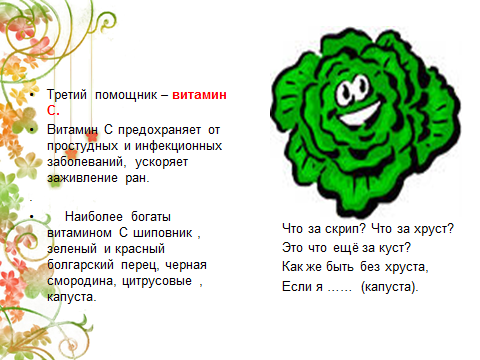 • Третий помощник – витамин
С.
• Витамин С предохраняет от
простудных и инфекционных
заболеваний, ускоряет
заживление ран.
.
• Наиболее богаты
витамином С шиповник ,
зеленый и красный
болгарский перец, черная
смородина, цитрусовые ,
капуста.
Что за скрип? Что за хруст?
Это что ещё за куст?
Как же быть без хруста,
Если я …… (капуста).